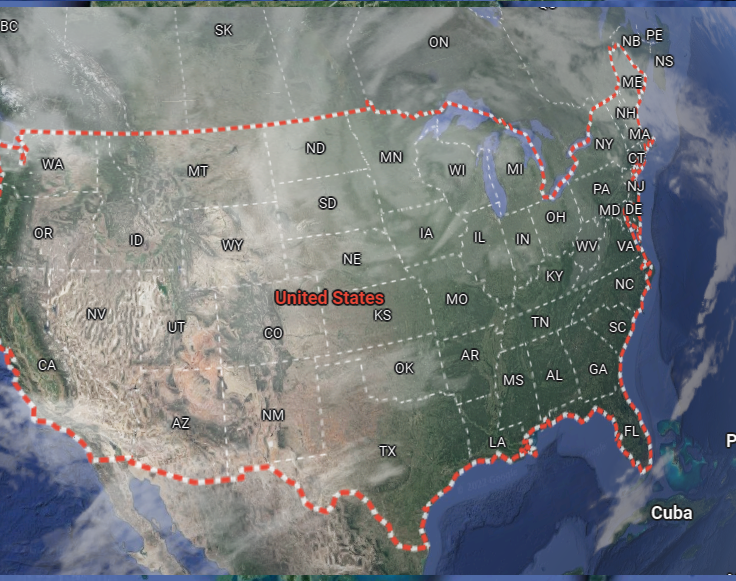 BC
SK
ON
NB
PE
NS
ME
NH
MA
NY
CT
WA
MT
ND
MN
WI
MI
PA
NJ
OR
ID
WY
SD
IA
IL
IN
OH
MD
DE
WV
VA
NE
United States
NV
UT
CO
KS
MO
KY
NC
TN
SC
CA
AZ
NM
OK
AR
MS
AL
GA
TX
LA
FL
P
Cuba